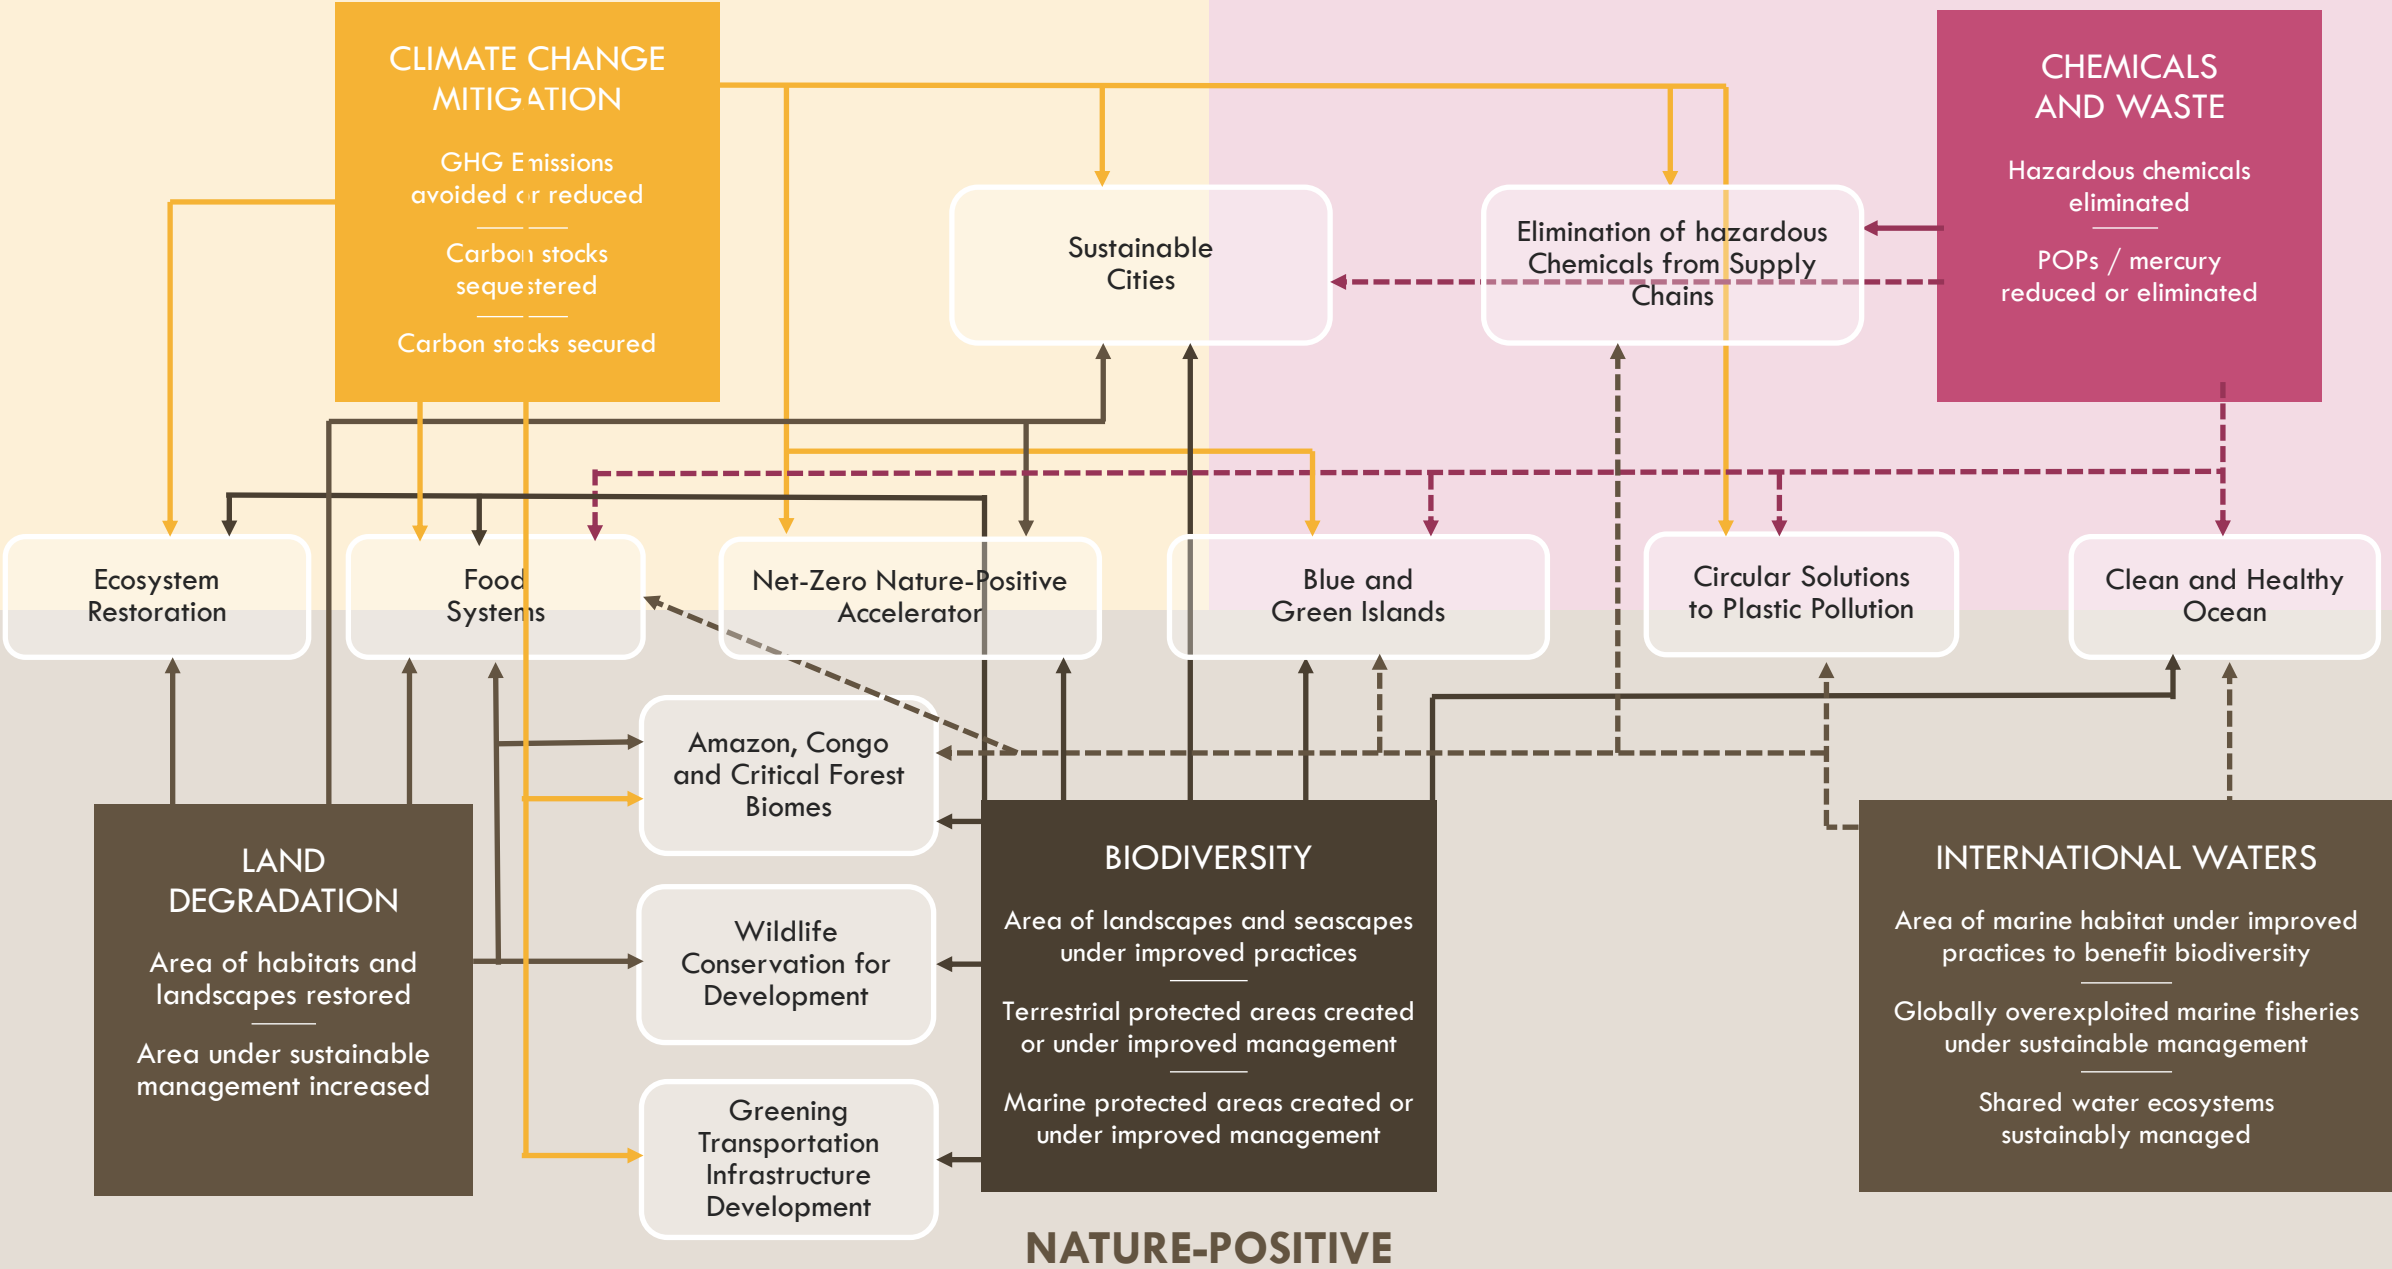 CLIMATE CHANGE
MITIGATION
GHG Emissions
avoided or reduced
Carbon stocks
sequestered
Carbon stocks secured
CHEMICALS
AND WASTE
Hazardous chemicals
eliminated
POPs / mercury
reduced or eliminated
Sustainable
Cities
Elimination of hazardous
Chemicals from Supply
Chains
Ecosystem
Restoration
Food
Systems
Net-Zero Nature-Positive
Accelerator
Blue and
Green Islands
Circular Solutions
to Plastic Pollution
Clean and Healthy
Ocean
Amazon, Congo
and Critical Forest
Biomes
Wildlife
Conservation for
Development
Greening
Transportation
Infrastructure
Development
LAND
DEGRADATION
Area of habitats and
landscapes restored
Area under sustainable
management increased
BIODIVERSITY
Area of landscapes and seascapes
under improved practices
Terrestrial protected areas created
or under improved management
Marine protected areas created or
under improved management
INTERNATIONAL WATERS
Area of marine habitat under improved
practices to benefit biodiversity
Globally overexploited marine fisheries
under sustainable management
Shared water ecosystems
sustainably managed
NATURE-POSITIVE